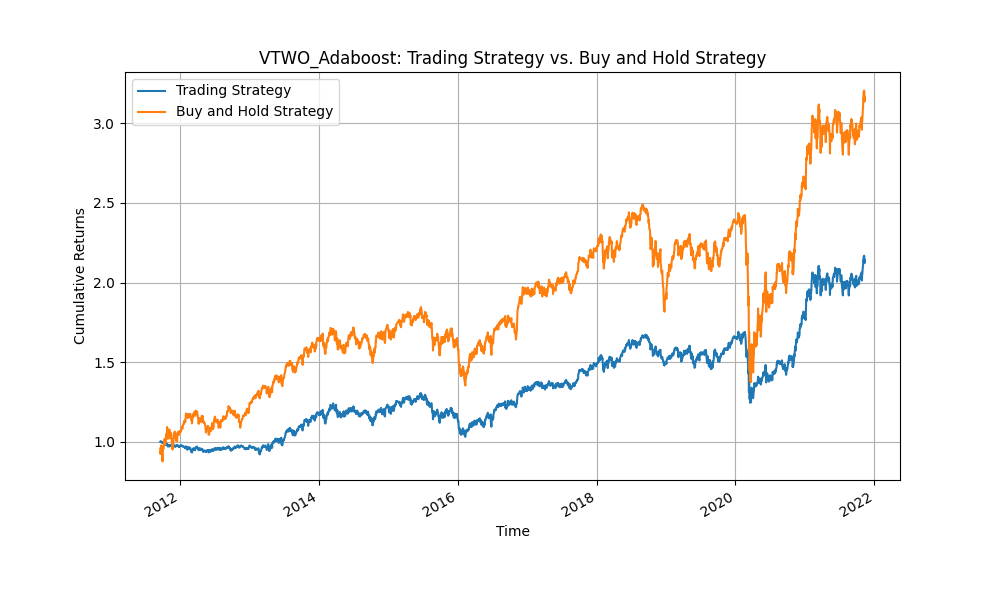 VTWO_Adaboost: Trading Strategy vs. Buy and Hold Strategy
Trading Strategy
Buy and Hold Strategy
Cumulative Returns
3.0
2.5
2.0
1.5
1.0
2012
2014
2016
2018
2020
2022
Time